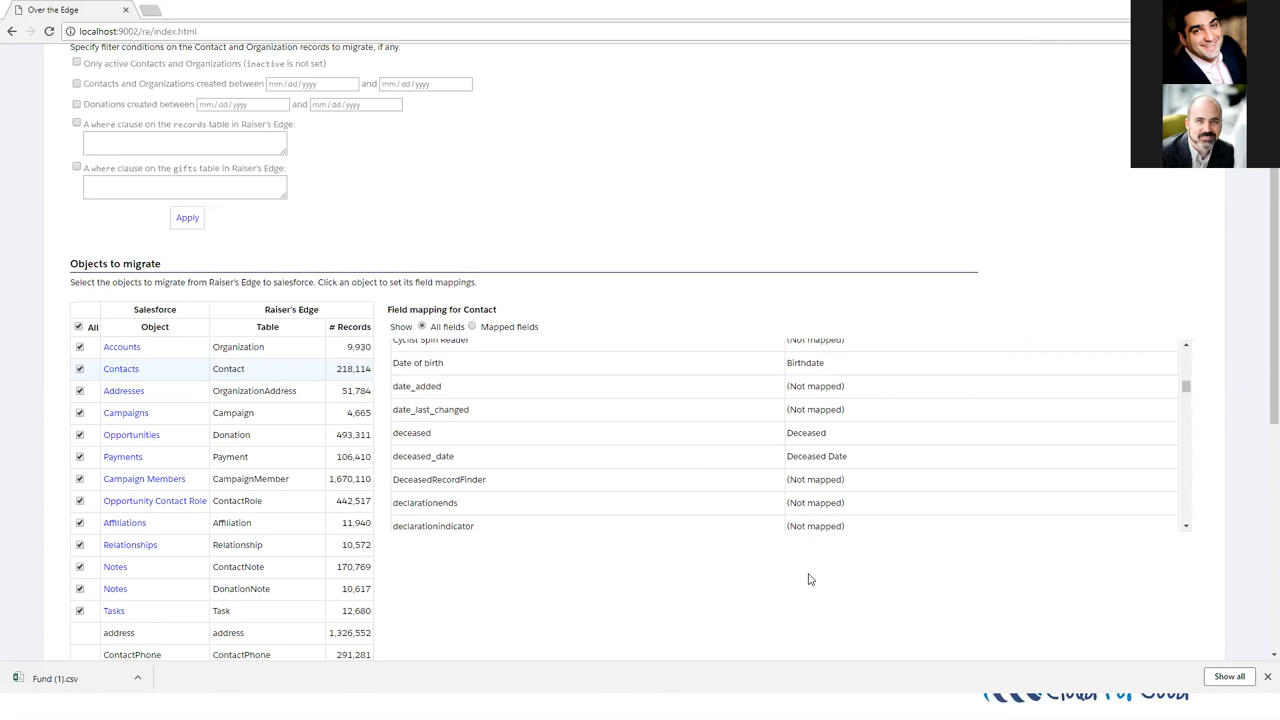 Over the Edge
localhost:9002/re/index.html
Specify filter conditions on the Contact and Organization records to migrate, if any.
Only active Contacts and Organizations (inactive is not set)
Contacts and Organizations created between mm/dd/yyyy and mm/dd/yyyy
Donations created between mm/dd/yyyy and mm/dd/yyyy
A where clause on the records table in Raiser's Edge:
A where clause on the gifts table in Raiser's Edge:
Apply
Objects to migrate
Select the objects to migrate from Raiser's Edge to salesforce. Click an object to set its field mappings.
Salesforce Raiser's Edge
All Object Table # Records
Accounts Organization 9,930
Contacts Contact 218,114
Addresses OrganizationAddress 51,784
Campaigns Campaign 4,665
Opportunities Donation 493,311
Payments Payment 106,410
Campaign Members CampaignMember 1,670,110
Opportunity Contact Role ContactRole 442,517
Affiliations Affiliation 11,940
Relationships Relationship 10,572
Notes ContactNote 170,769
Notes DonationNote 10,617
Tasks Task 12,680
address address 1,326,552
ContactPhone ContactPhone 291,281
Field mapping for Contact
Show All fields Mapped fields
Cyclist Spin Reader (Not mapped)
Date of birth Birthdate
date_added (Not mapped)
date_last_changed (Not mapped)
deceased Deceased
deceased_date Deceased Date
DeceasedRecordFinder (Not mapped)
declarationends (Not mapped)
declarationindicator (Not mapped)
Fund (1).csv
Show all
Cloud For Good